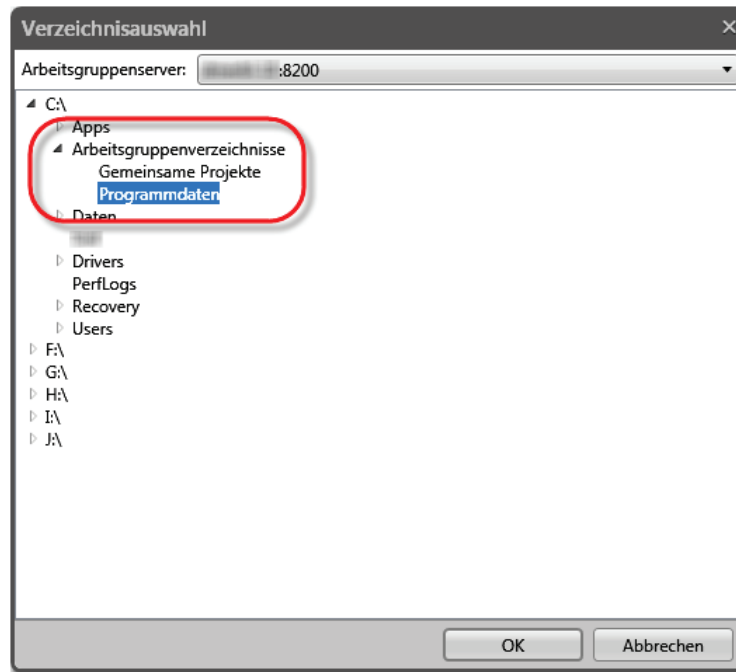 Verzeichnisauswahl
Arbeitsgruppenserver: :8200
C:\
Apps
Arbeitsgruppenverzeichnisse
Gemeinsame Projekte
Programmdaten
Daten
Drivers
PerfLogs
Recovery
Users
F:\
G:\
H:\
I:\
J:\
OK Abbrechen